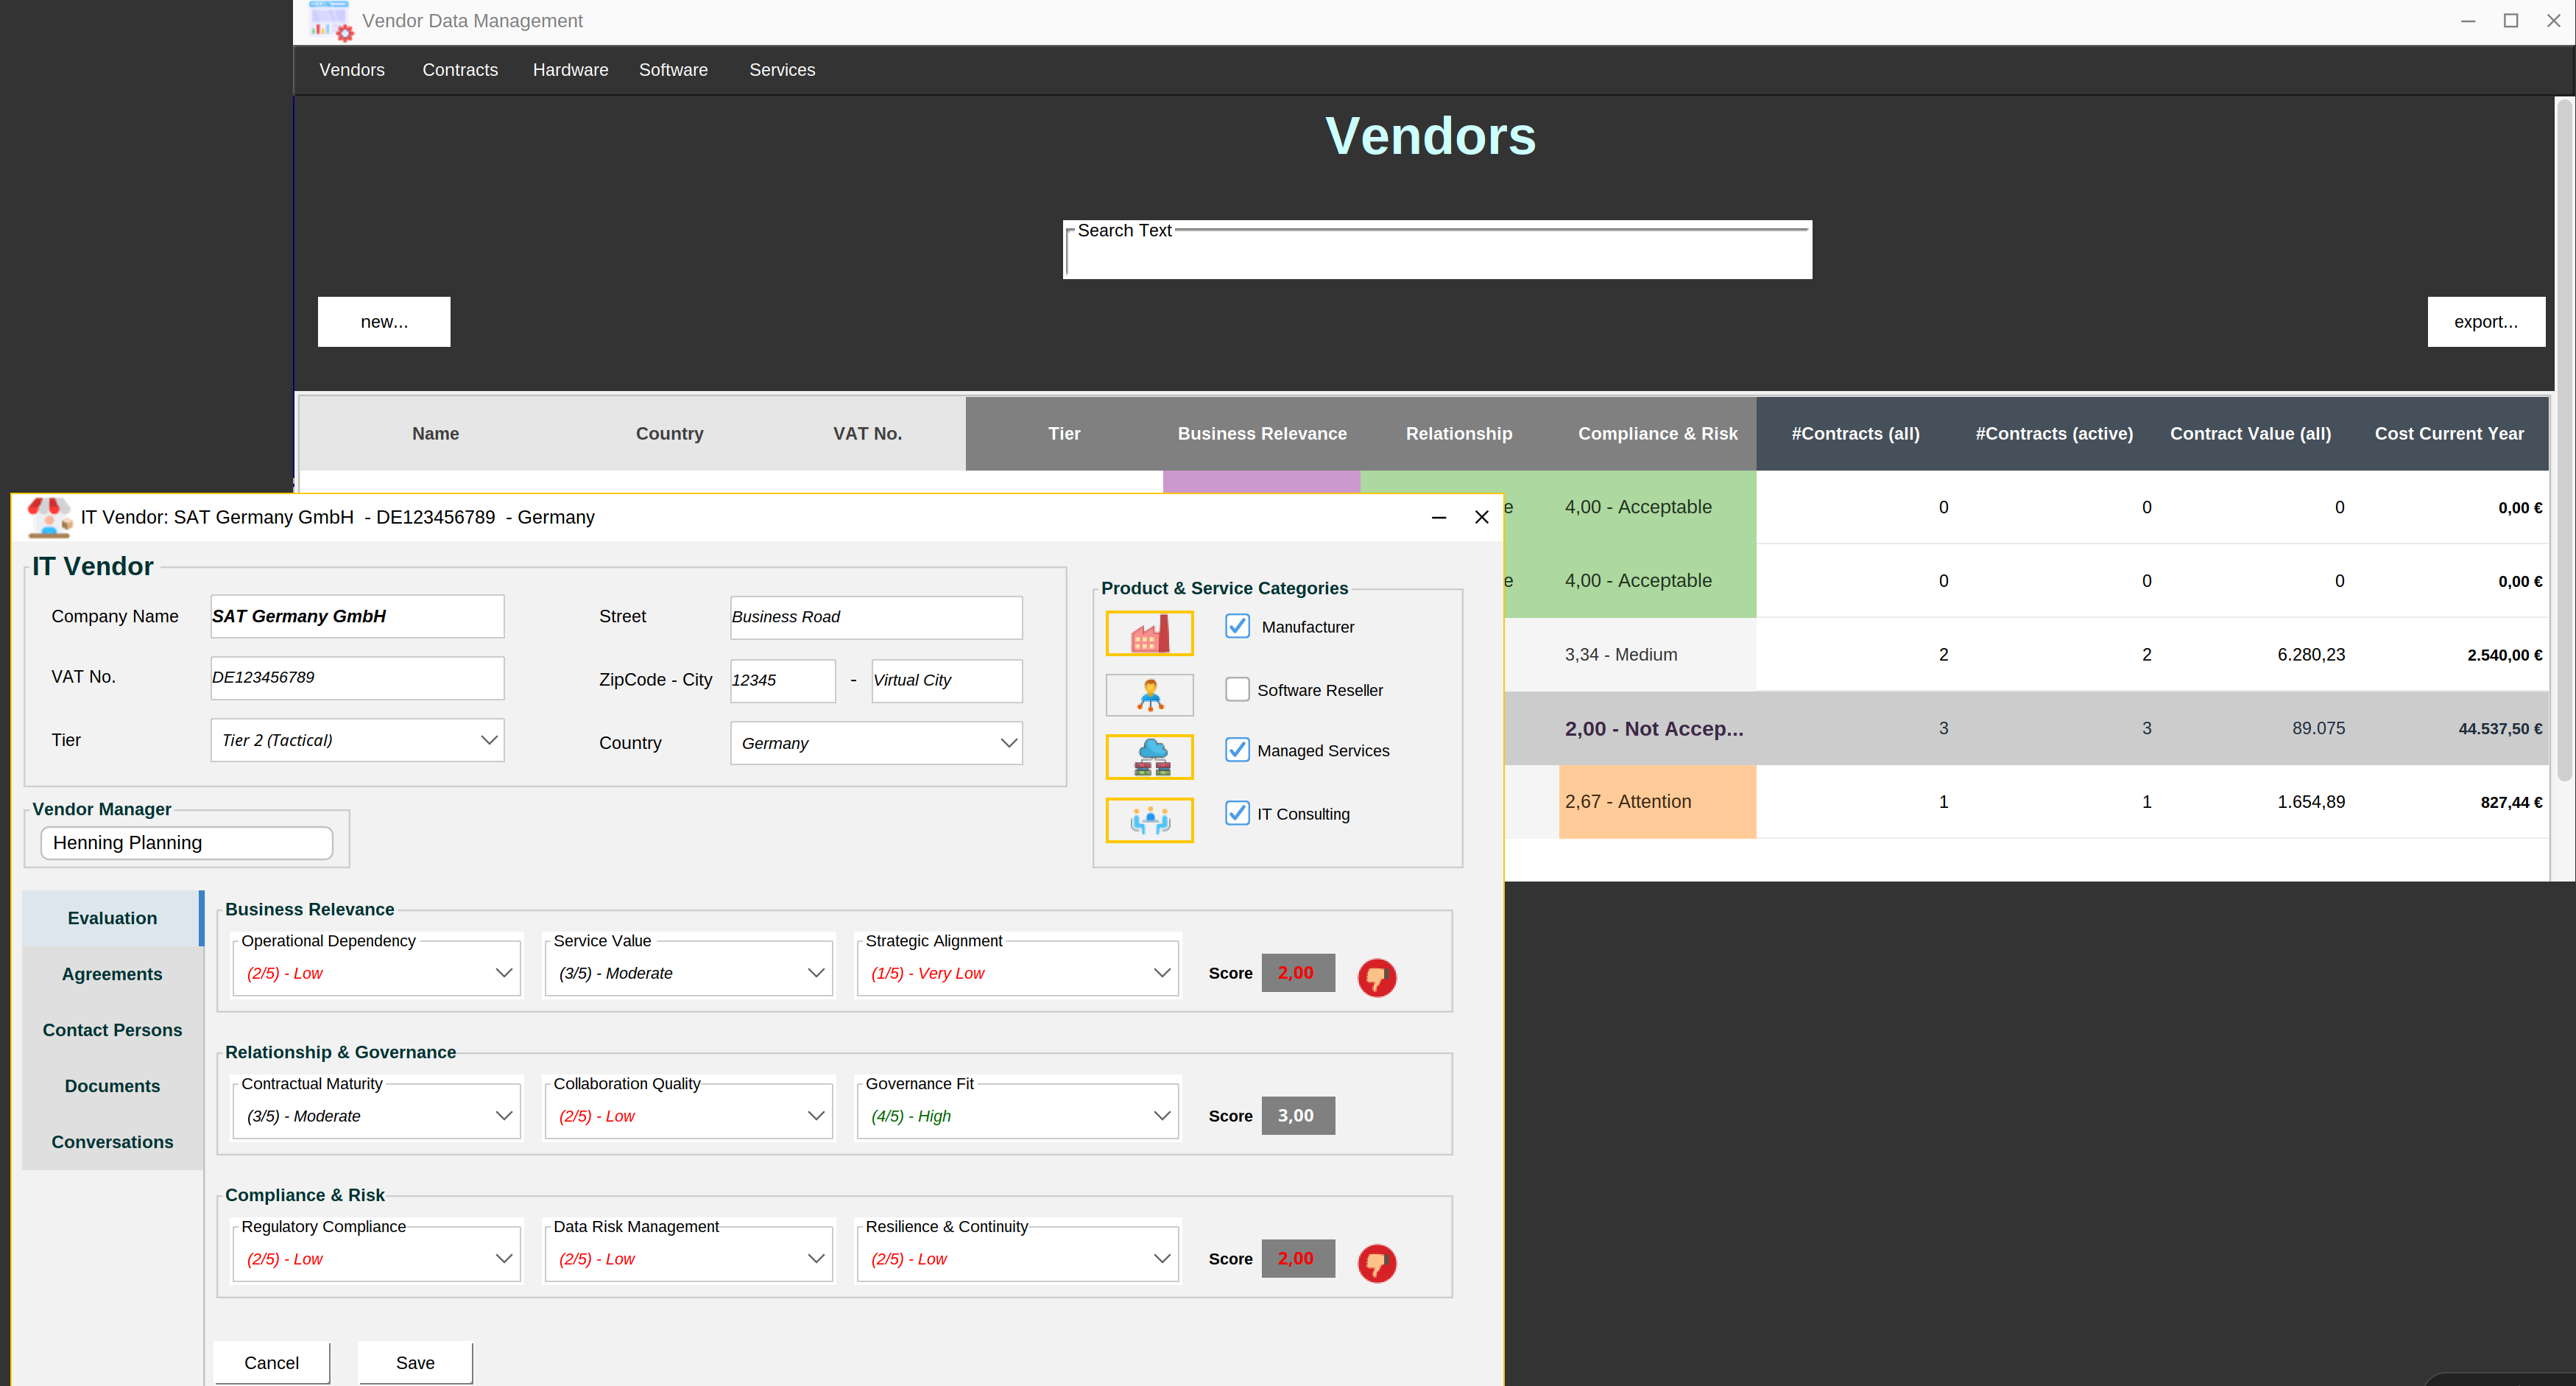 Vendor Data Management
Vendors Contracts Hardware Software Services
Vendors
Search Text
new...
export...
Name Country VAT No. Tier Business Relevance Relationship Compliance & Risk #Contracts (all) #Contracts (active) Contract Value (all) Cost Current Year
e 4,00 - Acceptable 0 0 0 0,00 €
e 4,00 - Acceptable 0 0 0 0,00 €
3,34 - Medium 2 2 6.280,23 2.540,00 €
2,00 - Not Accep... 3 3 89.075 44.537,50 €
2,67 - Attention 1 1 1.654,89 827,44 €
IT Vendor: SAT Germany GmbH - DE123456789 - Germany
IT Vendor
Company Name SAT Germany GmbH
VAT No. DE123456789
Tier Tier 2 (Tactical)
Street Business Road
ZipCode - City 12345 - Virtual City
Country Germany
Product & Service Categories
Manufacturer
Software Reseller
Managed Services
IT Consulting
Vendor Manager
Henning Planning
Evaluation
Agreements
Contact Persons
Documents
Conversations
Business Relevance
Operational Dependency Service Value Strategic Alignment
(2/5) - Low (3/5) - Moderate (1/5) - Very Low Score 2,00
Relationship & Governance
Contractual Maturity Collaboration Quality Governance Fit
(3/5) - Moderate (2/5) - Low (4/5) - High Score 3,00
Compliance & Risk
Regulatory Compliance Data Risk Management Resilience & Continuity
(2/5) - Low (2/5) - Low (2/5) - Low Score 2,00
Cancel Save